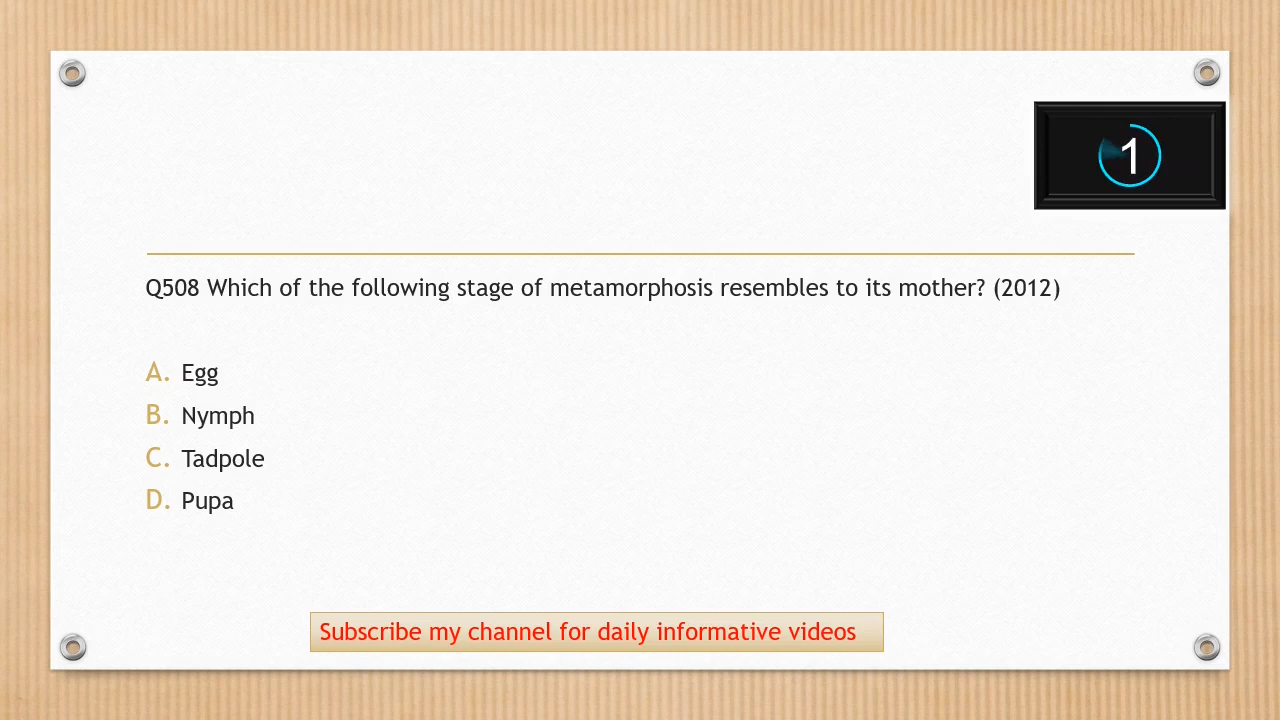 1
Q508 Which of the following stage of metamorphosis resembles to its mother? (2012)
A. Egg
B. Nymph
C. Tadpole
D. Pupa
Subscribe my channel for daily informative videos